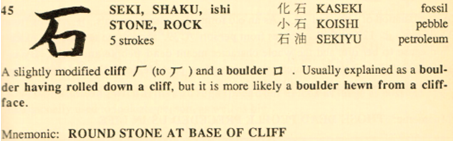 45 石 SEKI, SHAKU, ishi 化石 KASEKI fossil
STONE, ROCK 小石 KOISHI pebble
5 strokes 石油 SEKIYU petroleum
A slightly modified cliff 厂 (to 丆) and a boulder 口 . Usually explained as a boul-
der having rolled down a cliff, but it is more likely a boulder hewn from a cliff-
face.
Mnemonic: ROUND STONE AT BASE OF CLIFF